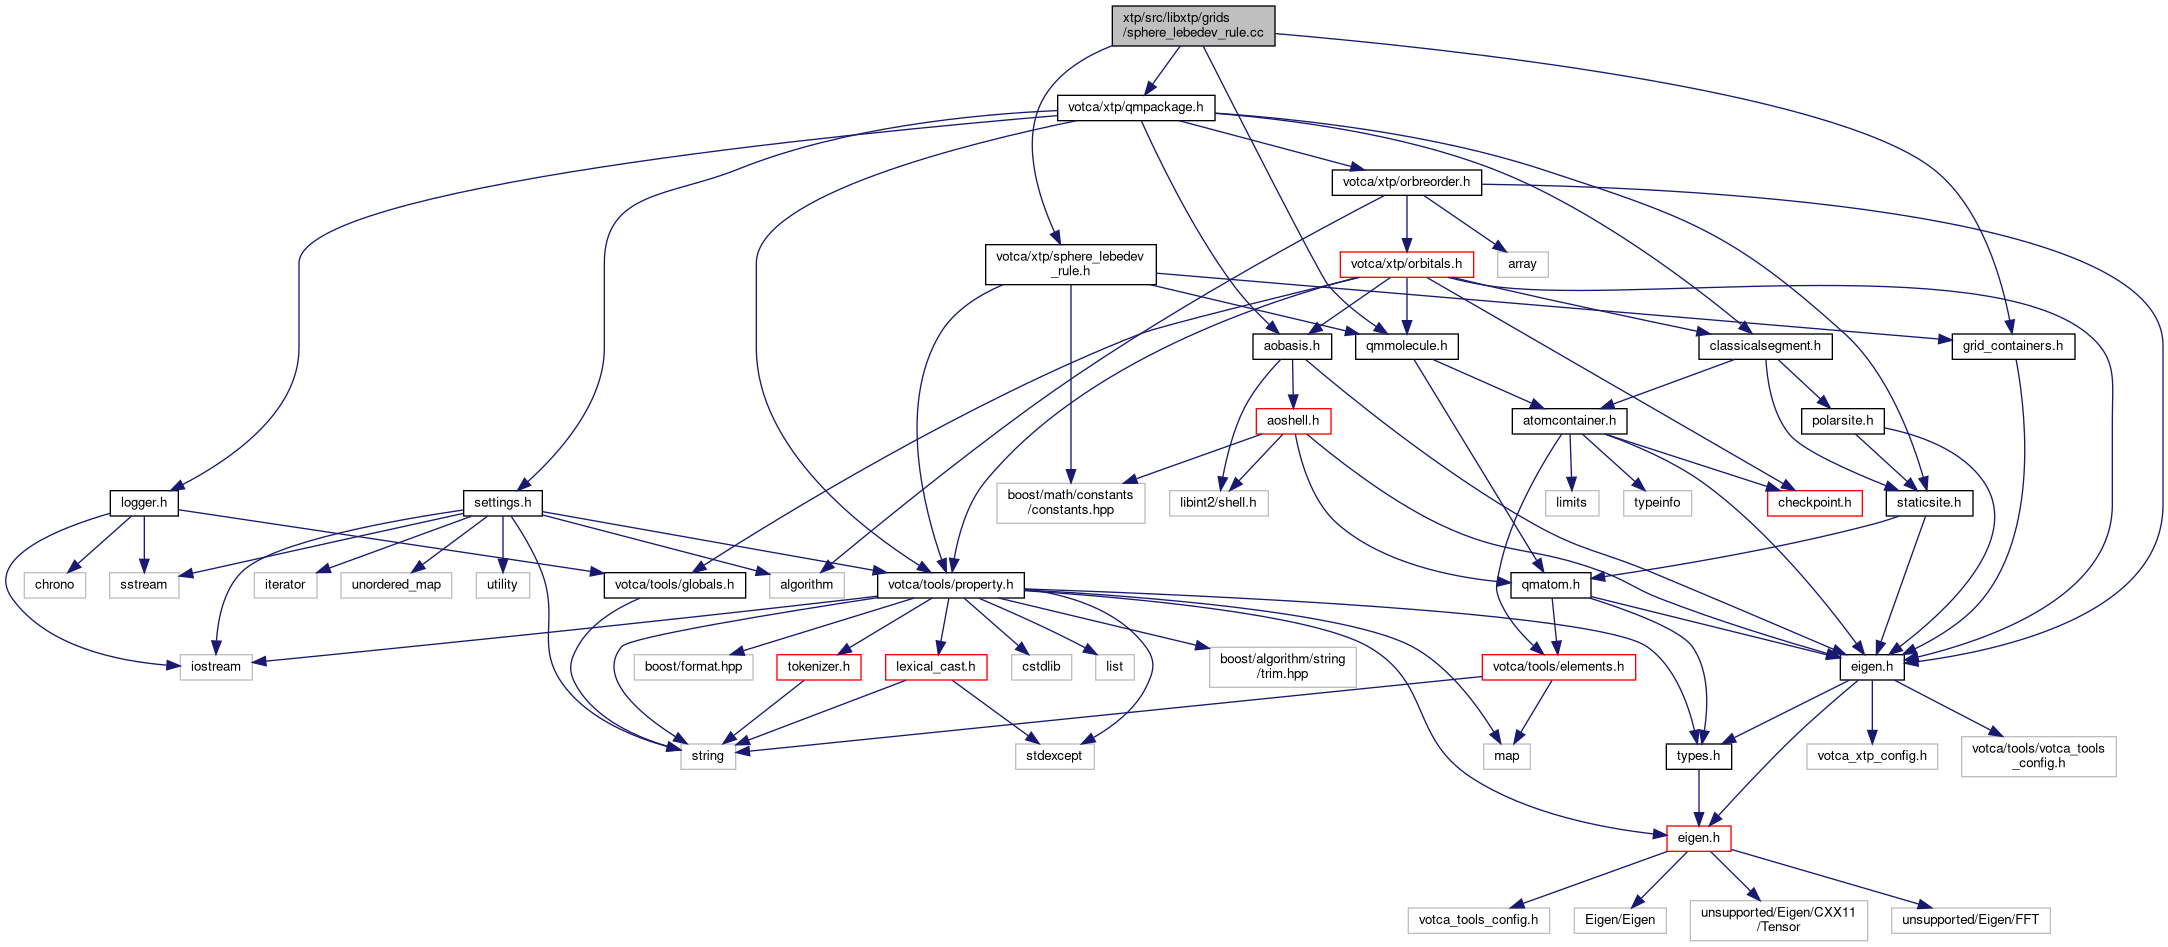 xtp/src/libxtp/grids
/sphere_lebedev_rule.cc
votca/xtp/qmpackage.h
votca/xtp/orbreorder.h
votca/xtp/sphere_lebedev
_rule.h
votca/xtp/orbitals.h
array
aobasis.h
qmmolecule.h
classicalsegment.h
grid_containers.h
aoshell.h
atomcontainer.h
polarsite.h
logger.h
settings.h
boost/math/constants
/constants.hpp
libint2/shell.h
limits
typeinfo
checkpoint.h
staticsite.h
chrono
sstream
iterator
unordered_map
utility
votca/tools/globals.h
algorithm
votca/tools/property.h
qmatom.h
iostream
boost/format.hpp
tokenizer.h
lexical_cast.h
cstdlib
list
boost/algorithm/string
/trim.hpp
votca/tools/elements.h
eigen.h
string
stdexcept
map
types.h
votca_xtp_config.h
votca/tools/votca_tools
_config.h
eigen.h
votca_tools_config.h
Eigen/Eigen
unsupported/Eigen/CXX11
/Tensor
unsupported/Eigen/FFT